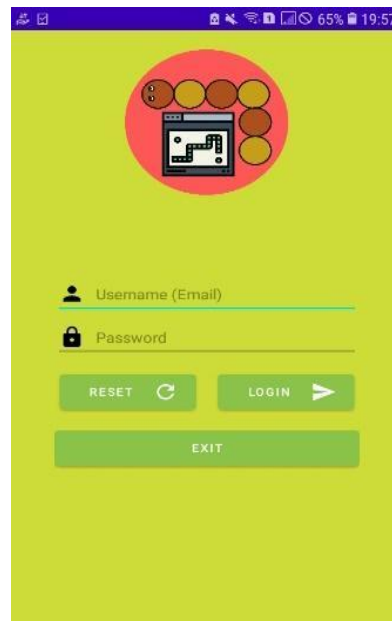 65% 19:57
Username (Email)
Password
RESET LOGIN
EXIT